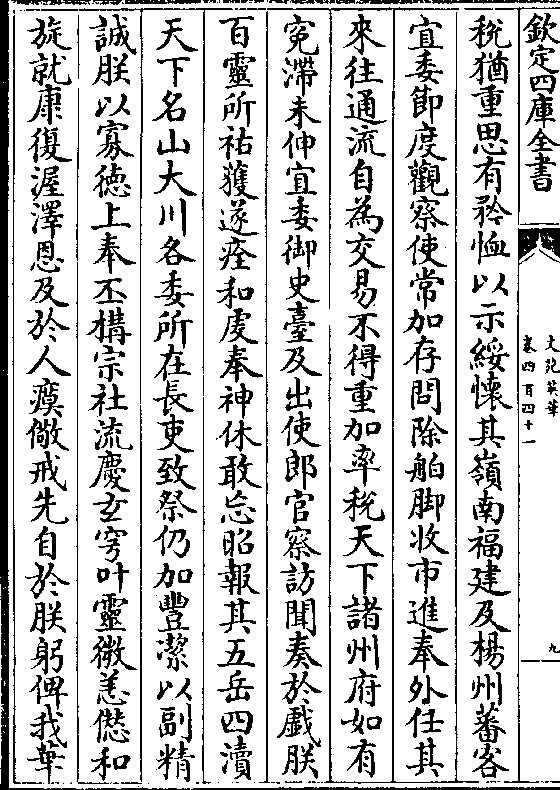 欽定四庫全書
文苑英華
卷四百四十一
九
稅猶重思有矜恤以示綏懷其嶺南福建及楊州蕃客
宜委節度觀察使常加存問除舶脚收市進奉外任其
來往通流自為交易不得重加率稅天下諸州府如有
寃滯未伸宜委御史臺及出使郎官察訪聞奏於戲朕
百靈所祐獲遂痊和虔奉神休敢忘昭報其五岳四瀆
天下名山大川各委所在長吏致祭仍加豐潔以副精
誠朕以寡徳上奉丕構宗社流慶玄穹叶靈微恙愆和
旋就康復渥澤恩及於人瘼儆戒先自於朕躬俾我華